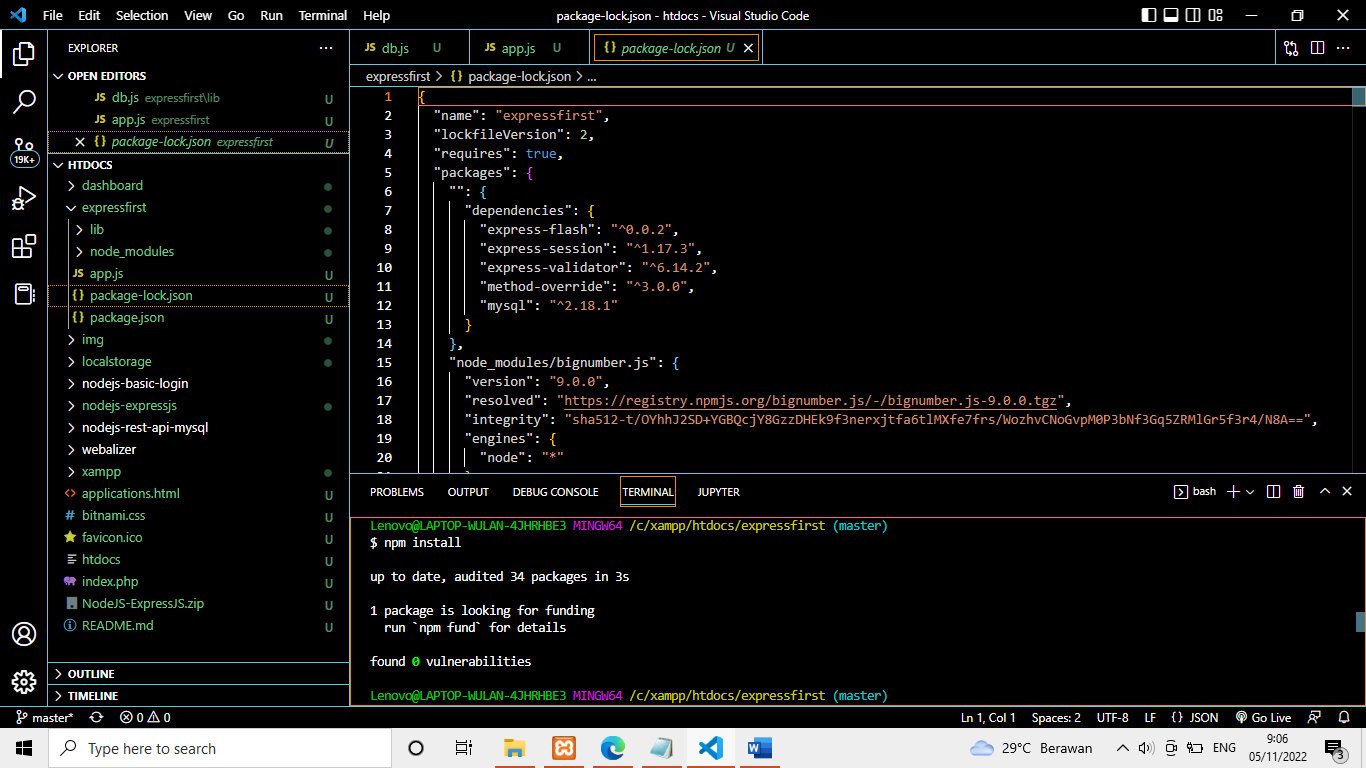 File Edit Selection View Go Run Terminal Help package-lock.json - htdocs - Visual Studio Code
EXPLORER
OPEN EDITORS
JS db.js expressfirst\lib U
JS app.js expressfirst U
{} package-lock.json expressfirst U
HTDOCS
dashboard
expressfirst
lib
node_modules
JS app.js U
{} package-lock.json U
{} package.json U
img
localstorage
nodejs-basic-login
nodejs-expressjs
nodejs-rest-api-mysql
webalizer
xampp
<> applications.html U
# bitnami.css U
favicon.ico U
htdocs U
index.php U
NodeJS-ExpressJS.zip U
README.md U
OUTLINE
TIMELINE
19K+
JS db.js U JS app.js U {} package-lock.json U
expressfirst > {} package-lock.json > ...
1 {
2 "name": "expressfirst",
3 "lockfileVersion": 2,
4 "requires": true,
5 "packages": {
6 "": {
7 "dependencies": {
8 "express-flash": "^0.0.2",
9 "express-session": "^1.17.3",
10 "express-validator": "^6.14.2",
11 "method-override": "^3.0.0",
12 "mysql": "^2.18.1"
13 }
14 },
15 "node_modules/bignumber.js": {
16 "version": "9.0.0",
17 "resolved": "https://registry.npmjs.org/bignumber.js/-/bignumber.js-9.0.0.tgz",
18 "integrity": "sha512-t/OYhhJ2SD+YGBQcjY8GzzDHEk9f3nerxjtfa6tlMXfe7frs/WozhvCNoGvpM0P3bNf3Gq5ZRMlGr5f3r4/N8A==",
19 "engines": {
20 "node": "*"
PROBLEMS OUTPUT DEBUG CONSOLE TERMINAL JUPYTER bash
Lenovo@LAPTOP-WULAN-4JHRHBE3 MINGW64 /c/xampp/htdocs/expressfirst (master)
$ npm install
up to date, audited 34 packages in 3s
1 package is looking for funding
run `npm fund` for details
found 0 vulnerabilities
Lenovo@LAPTOP-WULAN-4JHRHBE3 MINGW64 /c/xampp/htdocs/expressfirst (master)
master* 0 0 Ln 1, Col 1 Spaces: 2 UTF-8 LF {} JSON Go Live
Type here to search 29°C Berawan ENG 9:06
05/11/2022 3